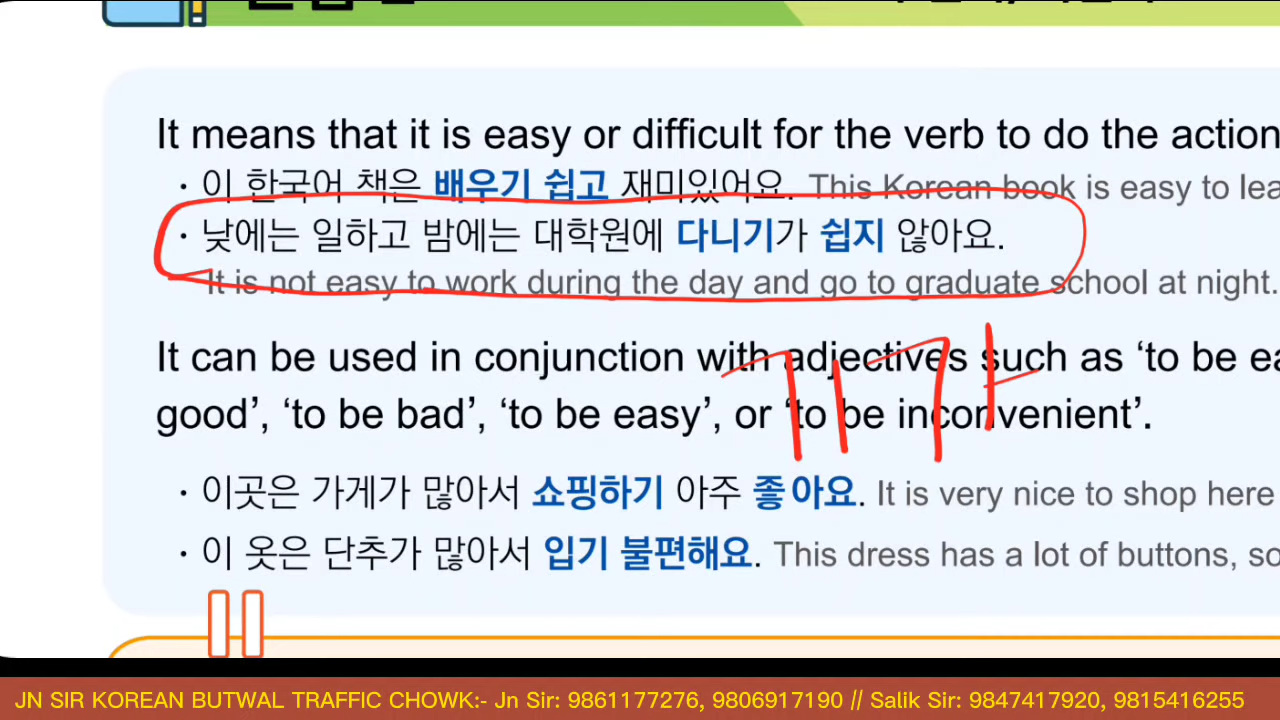 It means that it is easy or difficult for the verb to do the action
· 이 한국어 책은 배우기 쉽고 재미있어요. This Korean book is easy to lea
· 낮에는 일하고 밤에는 대학원에 다니기가 쉽지 않아요.
It is not easy to work during the day and go to graduate school at night.
It can be used in conjunction with adjectives such as ‘to be ea
good’, ‘to be bad’, ‘to be easy’, or ‘to be inconvenient’.
기가
· 이곳은 가게가 많아서 쇼핑하기 아주 좋아요. It is very nice to shop here
· 이 옷은 단추가 많아서 입기 불편해요. This dress has a lot of buttons, so
JN SIR KOREAN BUTWAL TRAFFIC CHOWK:- Jn Sir: 9861177276, 9806917190 // Salik Sir: 9847417920, 9815416255